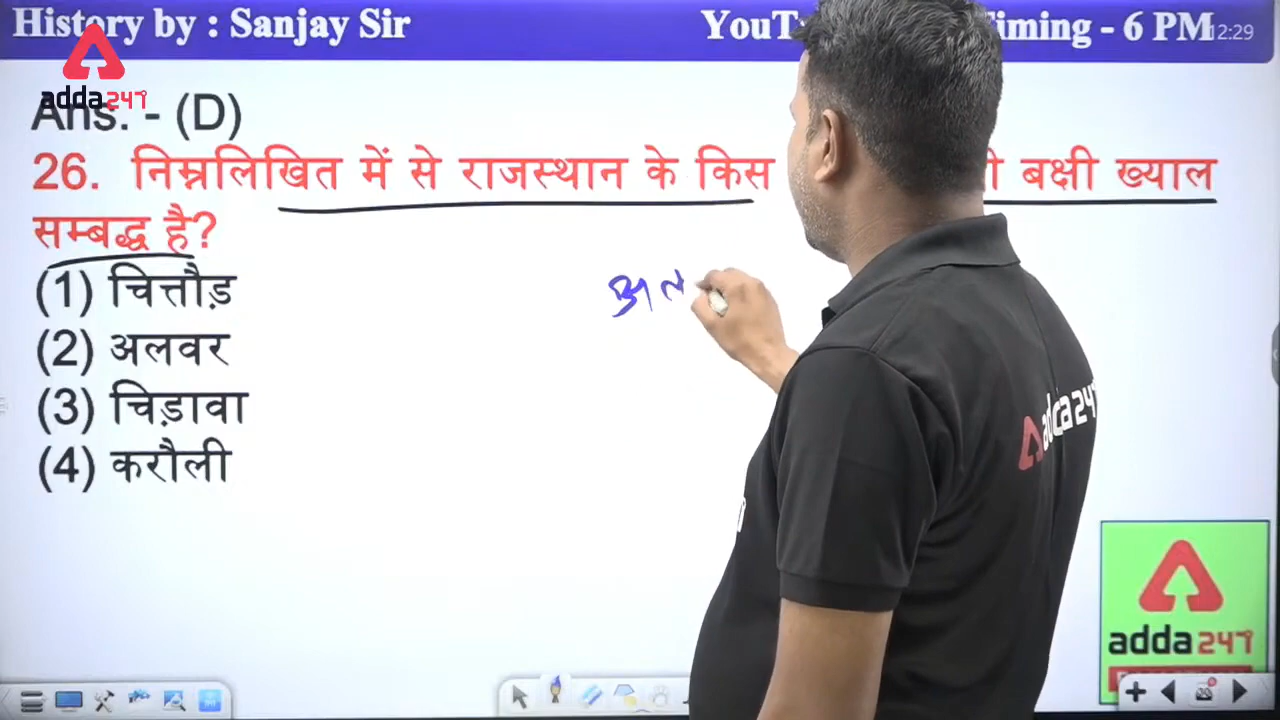 History by : Sanjay Sir
YouT iming - 6 PM
12:29
adda247
Ans. - (D)
26. निम्नलिखित में से राजस्थान के किस ी बक्षी ख्याल
सम्बद्ध है?
(1) चित्तौड़
(2) अलवर
(3) चिड़ावा
(4) करौली
अल
adda247
adda247